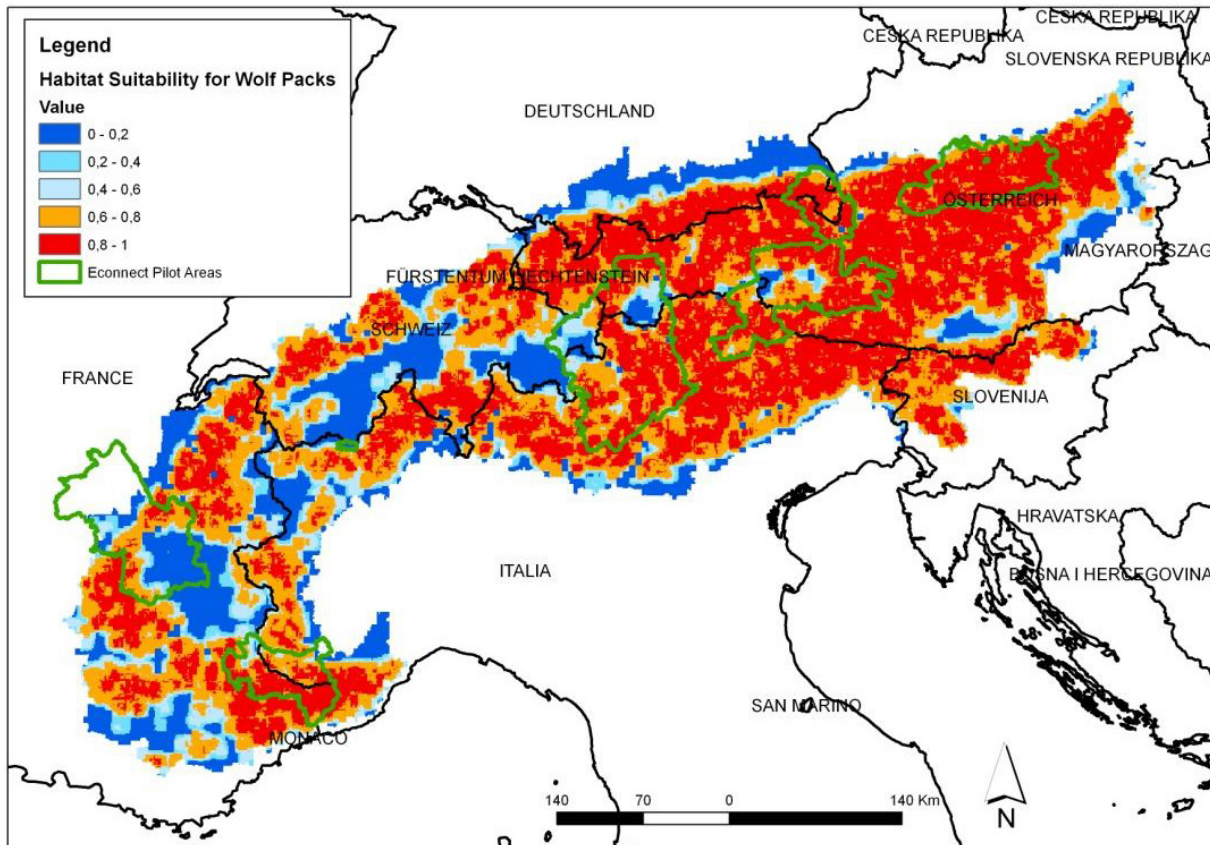 Legend
Habitat Suitability for Wolf Packs
Value
0 - 0,2
0,2 - 0,4
0,4 - 0,6
0,6 - 0,8
0,8 - 1
Econnect Pilot Areas
CESKA REPUBLIKA
CESKA REPUBLIKA
SLOVENSKA REPUBLIKA
DEUTSCHLAND
ÖSTERREICH
MAGYARORSZAG
FÜRSTENTUM LIECHTENSTEIN
SCHWEIZ
FRANCE
SLOVENIJA
HRAVATSKA
ITALIA
BOSNA I HERCEGOVINA
SAN MARINO
MONACO
140 70 0 140 Km
N